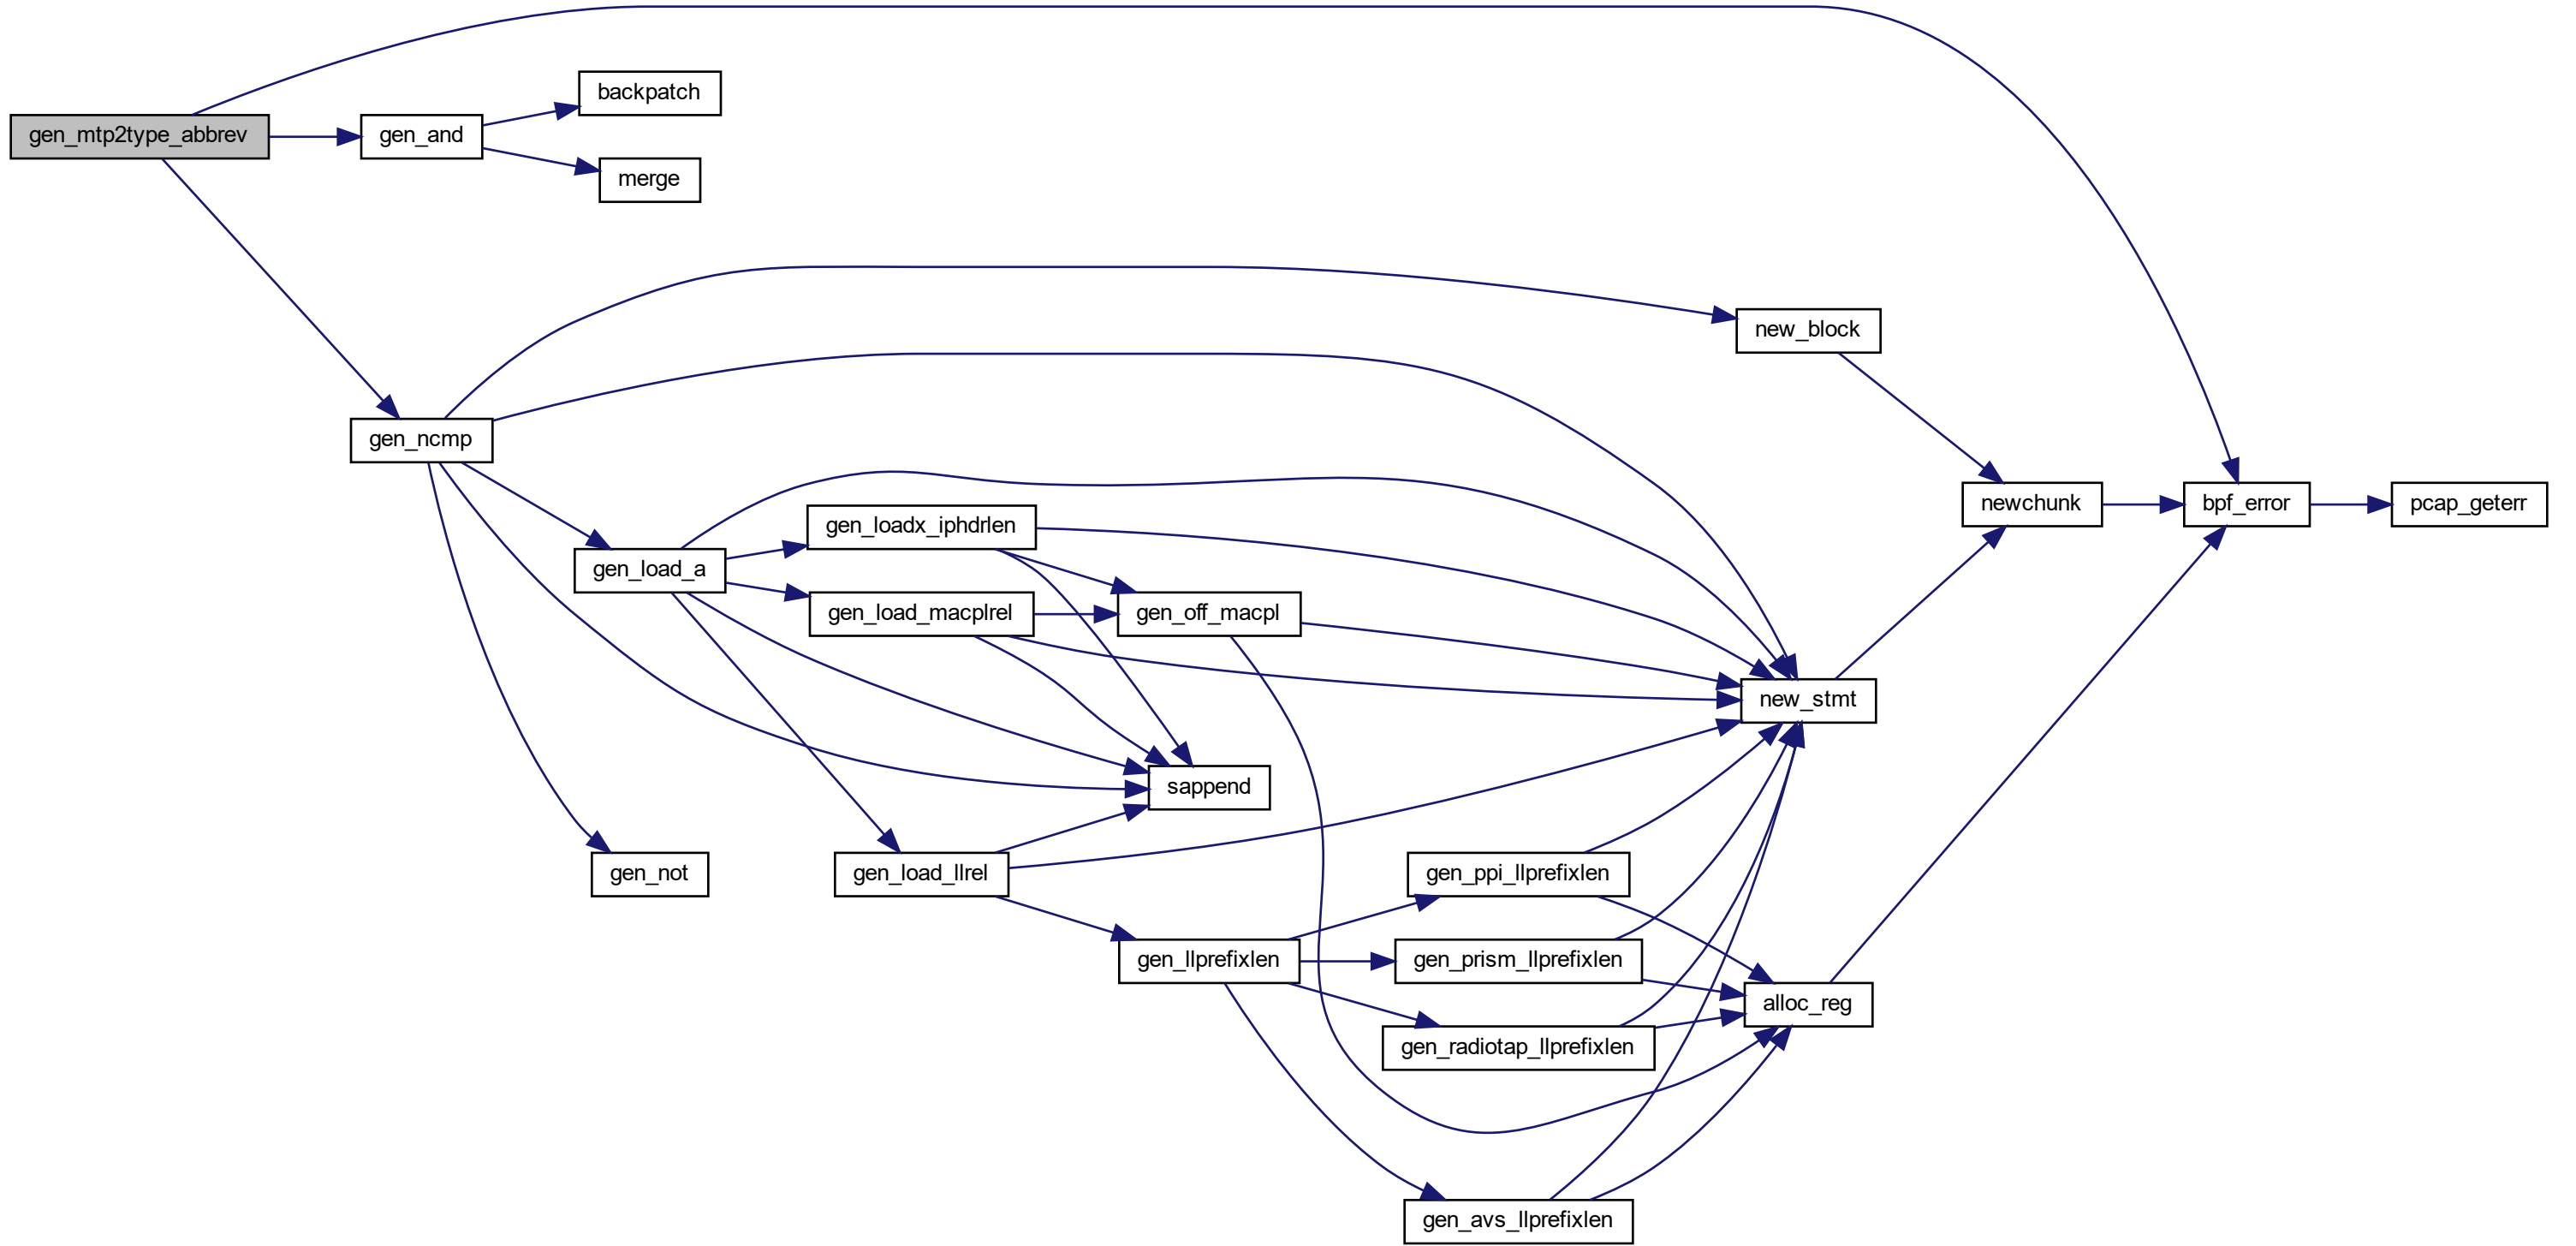 backpatch
gen_mtp2type_abbrev
gen_and
merge
new_block
gen_ncmp
gen_loadx_iphdrlen
newchunk
bpf_error
pcap_geterr
gen_load_a
gen_load_macplrel
gen_off_macpl
new_stmt
sappend
gen_not
gen_load_llrel
gen_ppi_llprefixlen
gen_llprefixlen
gen_prism_llprefixlen
alloc_reg
gen_radiotap_llprefixlen
gen_avs_llprefixlen